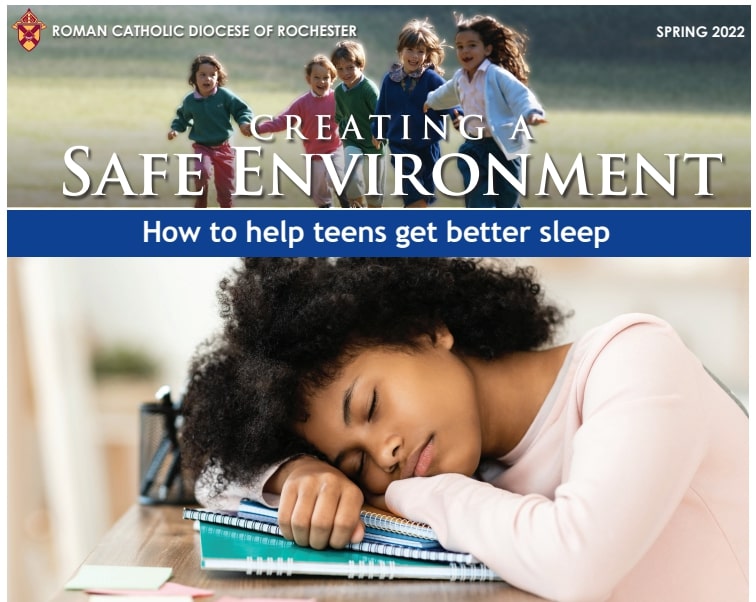 ROMAN CATHOLIC DIOCESE OF ROCHESTER
SPRING 2022
CREATING A
SAFE ENVIRONMENT
How to help teens get better sleep